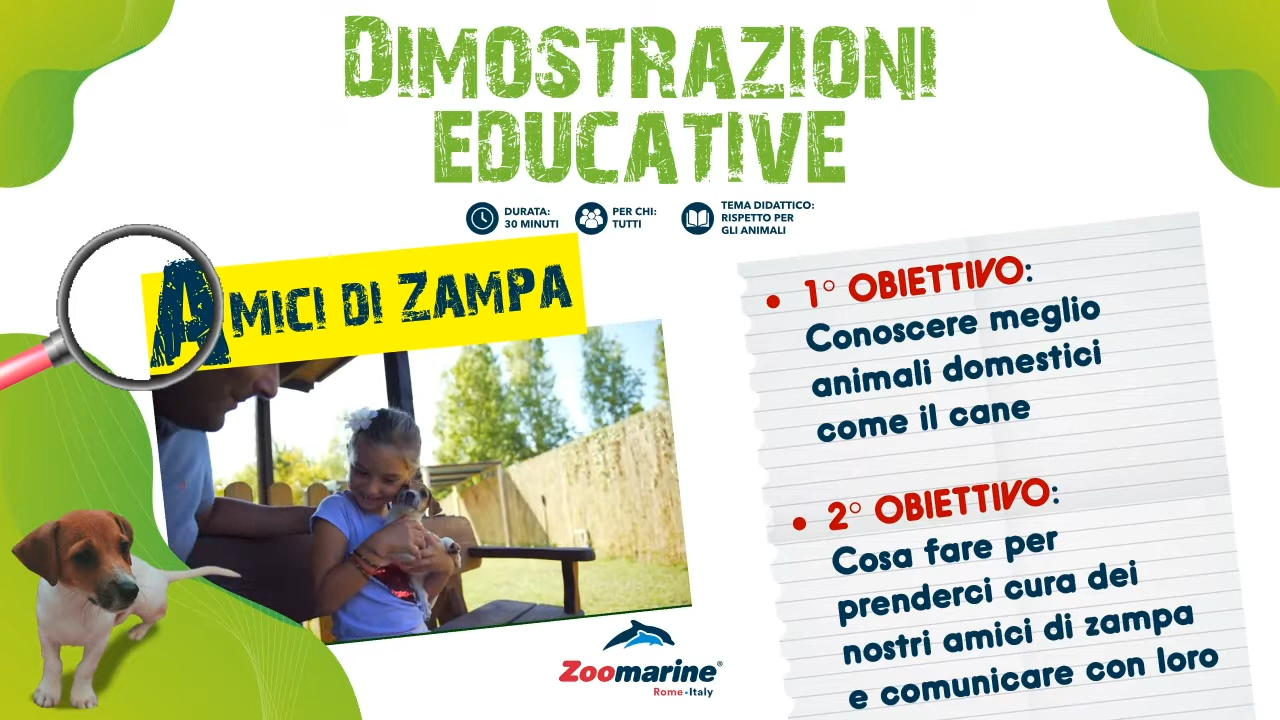 DIMOSTRAZIONI
EDUCATIVE
DURATA:
30 MINUTI
PER CHI:
TUTTI
TEMA DIDATTICO:
RISPETTO PER
GLI ANIMALI
AMICI DI ZAMPA
• 1° OBIETTIVO:
Conoscere meglio
animali domestici
come il cane
• 2° OBIETTIVO:
Cosa fare per
prenderci cura dei
nostri amici di zampa
e comunicare con loro
Zoomarine®
Rome • Italy